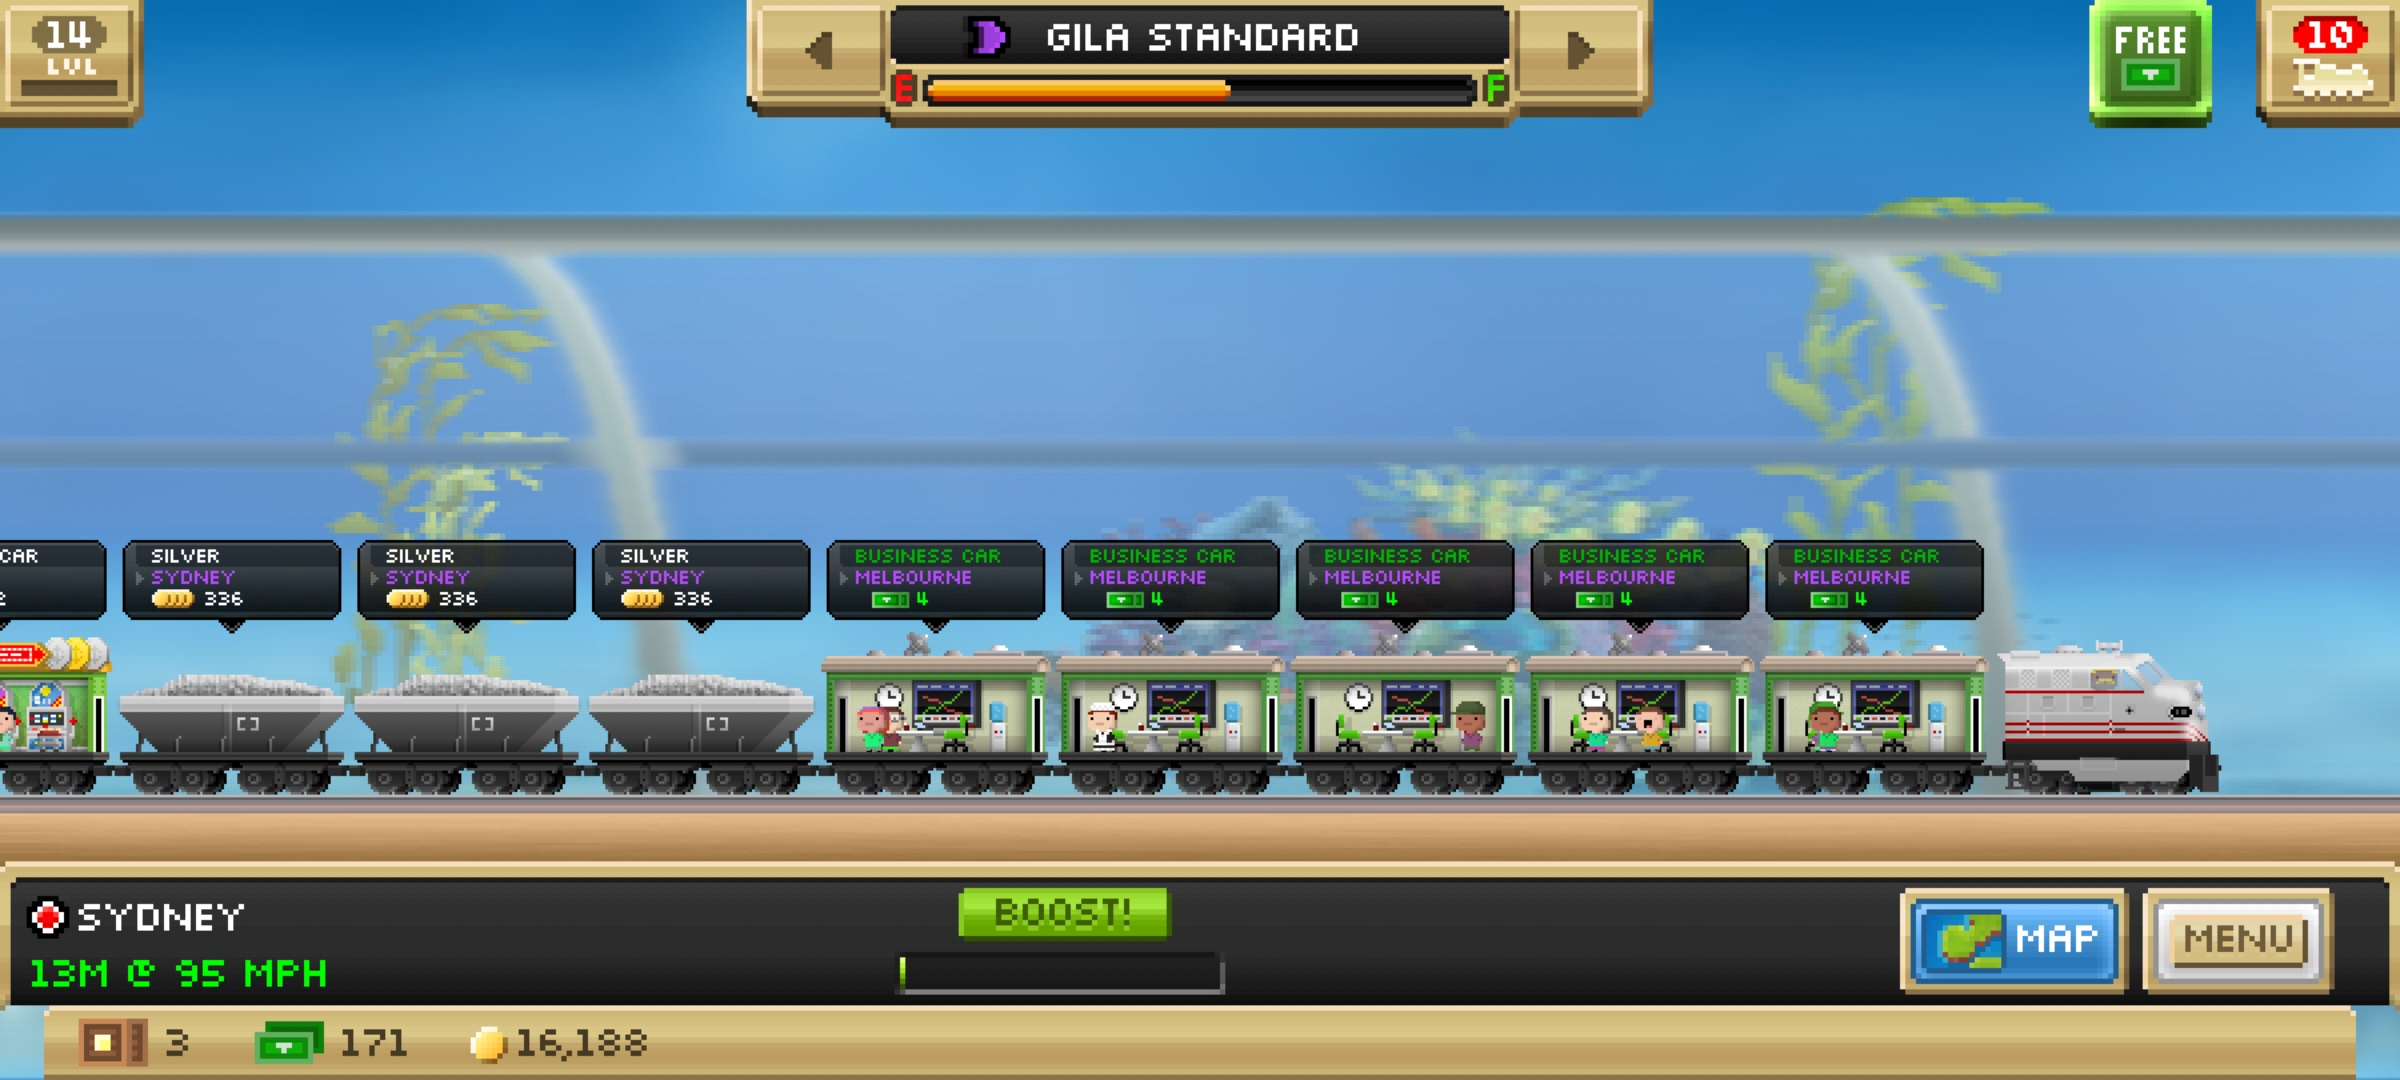 14
LVL
GILA STANDARD
E
F
FREE
10
CAR
SILVER
SYDNEY
336
SILVER
SYDNEY
336
SILVER
SYDNEY
336
BUSINESS CAR
MELBOURNE
4
BUSINESS CAR
MELBOURNE
4
BUSINESS CAR
MELBOURNE
4
BUSINESS CAR
MELBOURNE
4
BUSINESS CAR
MELBOURNE
4
SYDNEY
13M @ 95 MPH
BOOST!
MAP
MENU
3
171
16,188